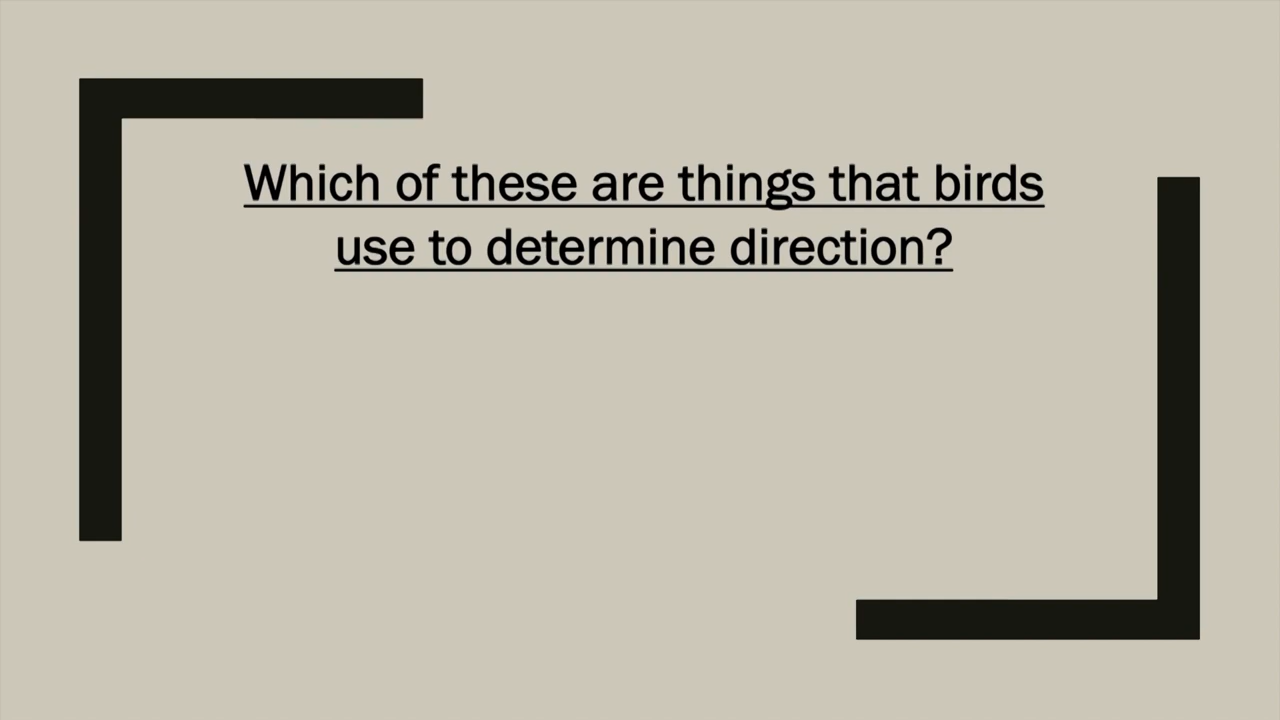 Which of these are things that birds
use to determine direction?